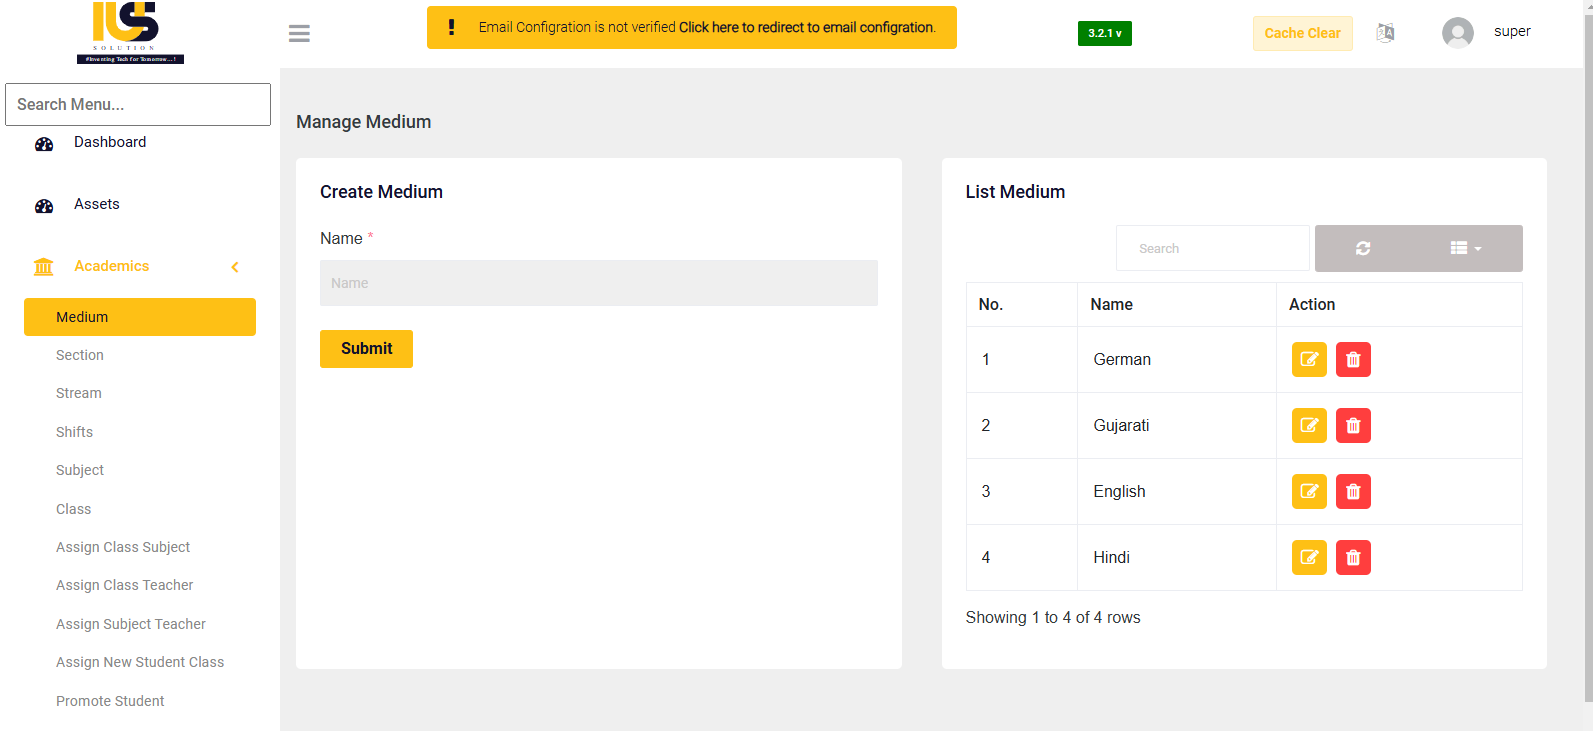 SOLUTION
#Inventing Tech for Tomorrow...!
Email Configration is not verified Click here to redirect to email configration.
3.2.1 v
Cache Clear
super
Search Menu...
Dashboard
Assets
Academics
Medium
Section
Stream
Shifts
Subject
Class
Assign Class Subject
Assign Class Teacher
Assign Subject Teacher
Assign New Student Class
Promote Student
Manage Medium
Create Medium
Name *
Name
Submit
List Medium
Search
No. Name Action
1 German
2 Gujarati
3 English
4 Hindi
Showing 1 to 4 of 4 rows